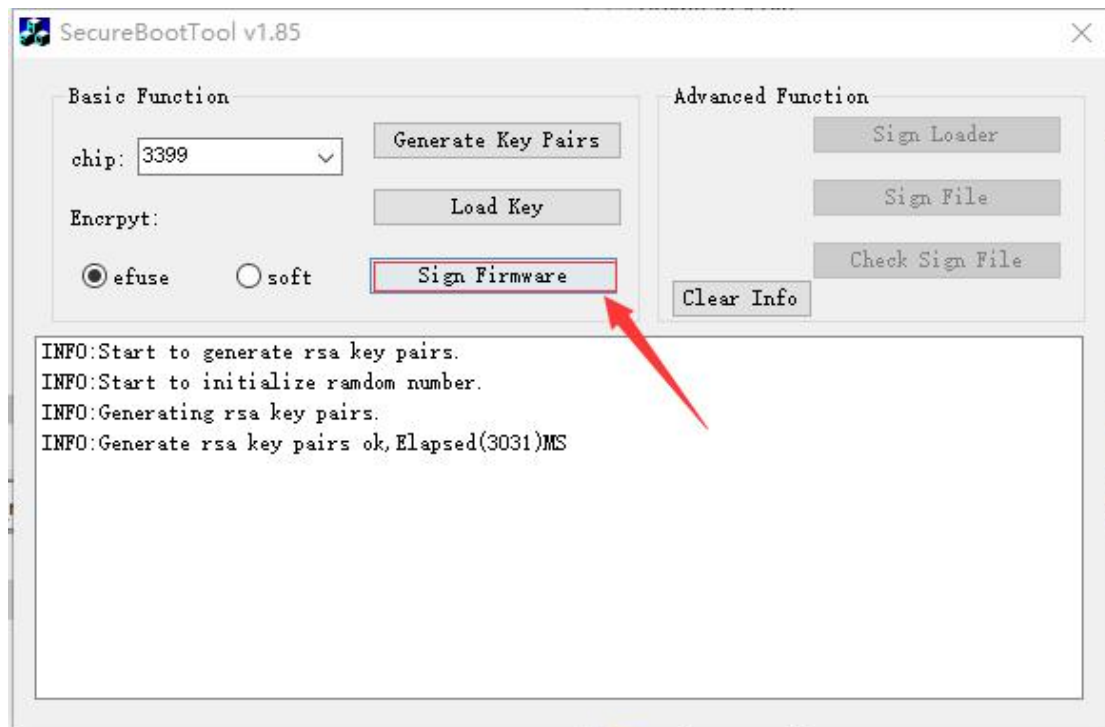 SecureBootTool v1.85
Basic Function
chip: 3399
Generate Key Pairs
Encrpyt:
Load Key
efuse
soft
Sign Firmware
Advanced Function
Sign Loader
Sign File
Check Sign File
Clear Info
INFO:Start to generate rsa key pairs.
INFO:Start to initialize ramdom number.
INFO:Generating rsa key pairs.
INFO:Generate rsa key pairs ok,Elapsed(3031)MS